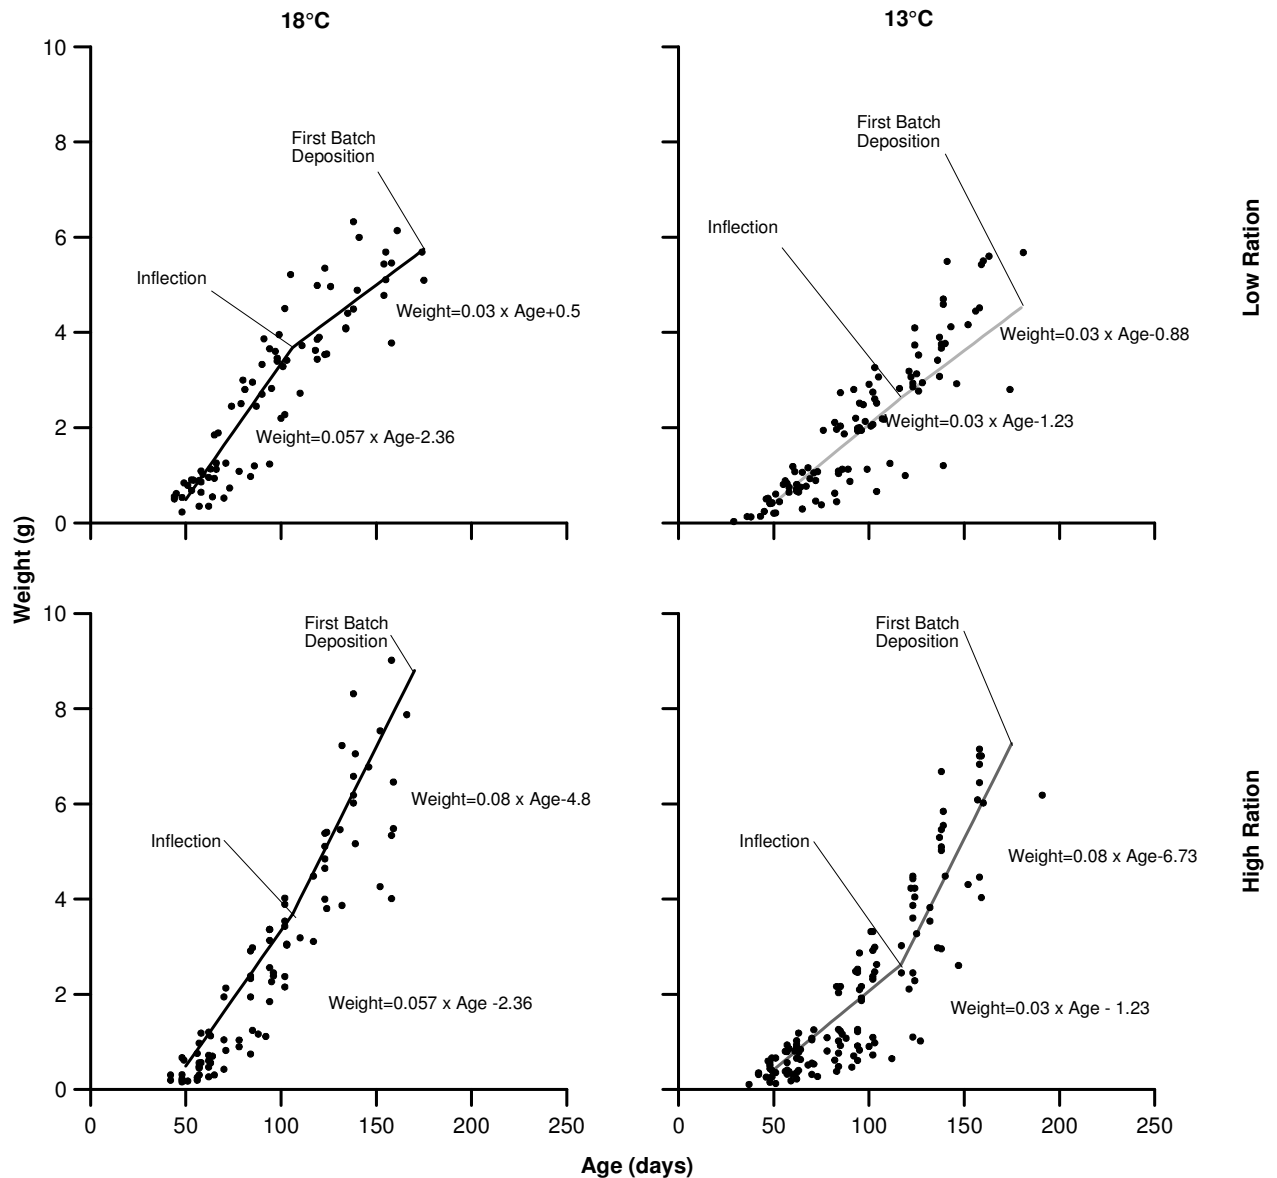 18°C
13°C
10
8
6
4
2
0
First Batch
Deposition
Inflection
Weight=0.03 x Age+0.5
Weight=0.057 x Age-2.36
First Batch
Deposition
Inflection
Weight=0.03 x Age-0.88
Weight=0.03 x Age-1.23
Low Ration
Weight (g)
10
8
6
4
2
0
First Batch
Deposition
Inflection
Weight=0.08 x Age-4.8
Weight=0.057 x Age -2.36
First Batch
Deposition
Inflection
Weight=0.08 x Age-6.73
Weight=0.03 x Age - 1.23
High Ration
0 50 100 150 200 250
0 50 100 150 200 250
Age (days)